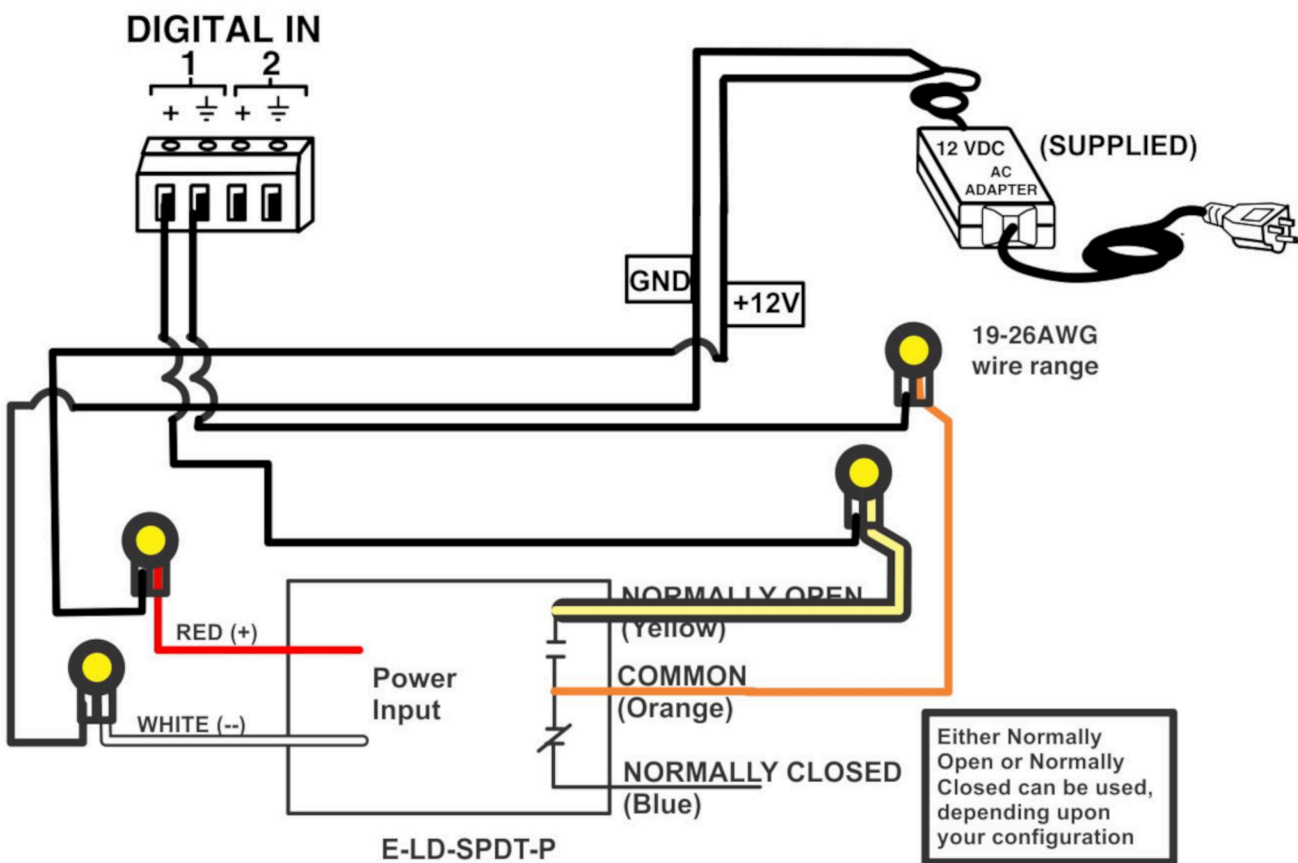 DIGITAL IN
1 2
+ +
12 VDC
AC
ADAPTER
(SUPPLIED)
GND
+12V
19-26AWG
wire range
RED (+)
WHITE (--)
Power
Input
NORMALLY OPEN
(Yellow)
COMMON
(Orange)
NORMALLY CLOSED
(Blue)
E-LD-SPDT-P
Either Normally
Open or Normally
Closed can be used,
depending upon
your configuration